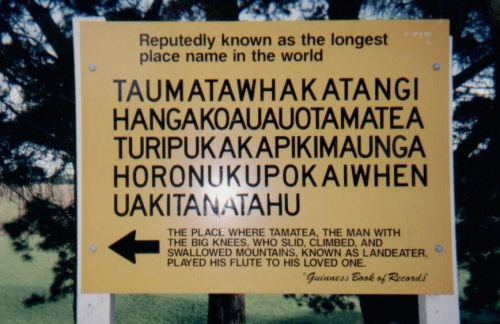 Reputedly known as the longest
place name in the world
TAUMATAWHAKATANGI
HANGAKOAUAUOTAMATEA
TURIPUKAKAPIKIMAUNGA
HORONUKUPOKAIWHEN
UAKITANATAHU
THE PLACE WHERE TAMATEA, THE MAN WITH
THE BIG KNEES, WHO SLID, CLIMBED, AND
SWALLOWED MOUNTAINS, KNOWN AS LANDEATER,
PLAYED HIS FLUTE TO HIS LOVED ONE.
"Guinness Book of Records"